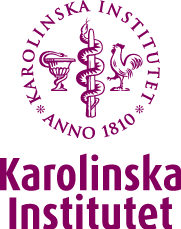 KAROLINSKA INSTITUTET
* ANNO 1810 *
Karolinska
Institutet